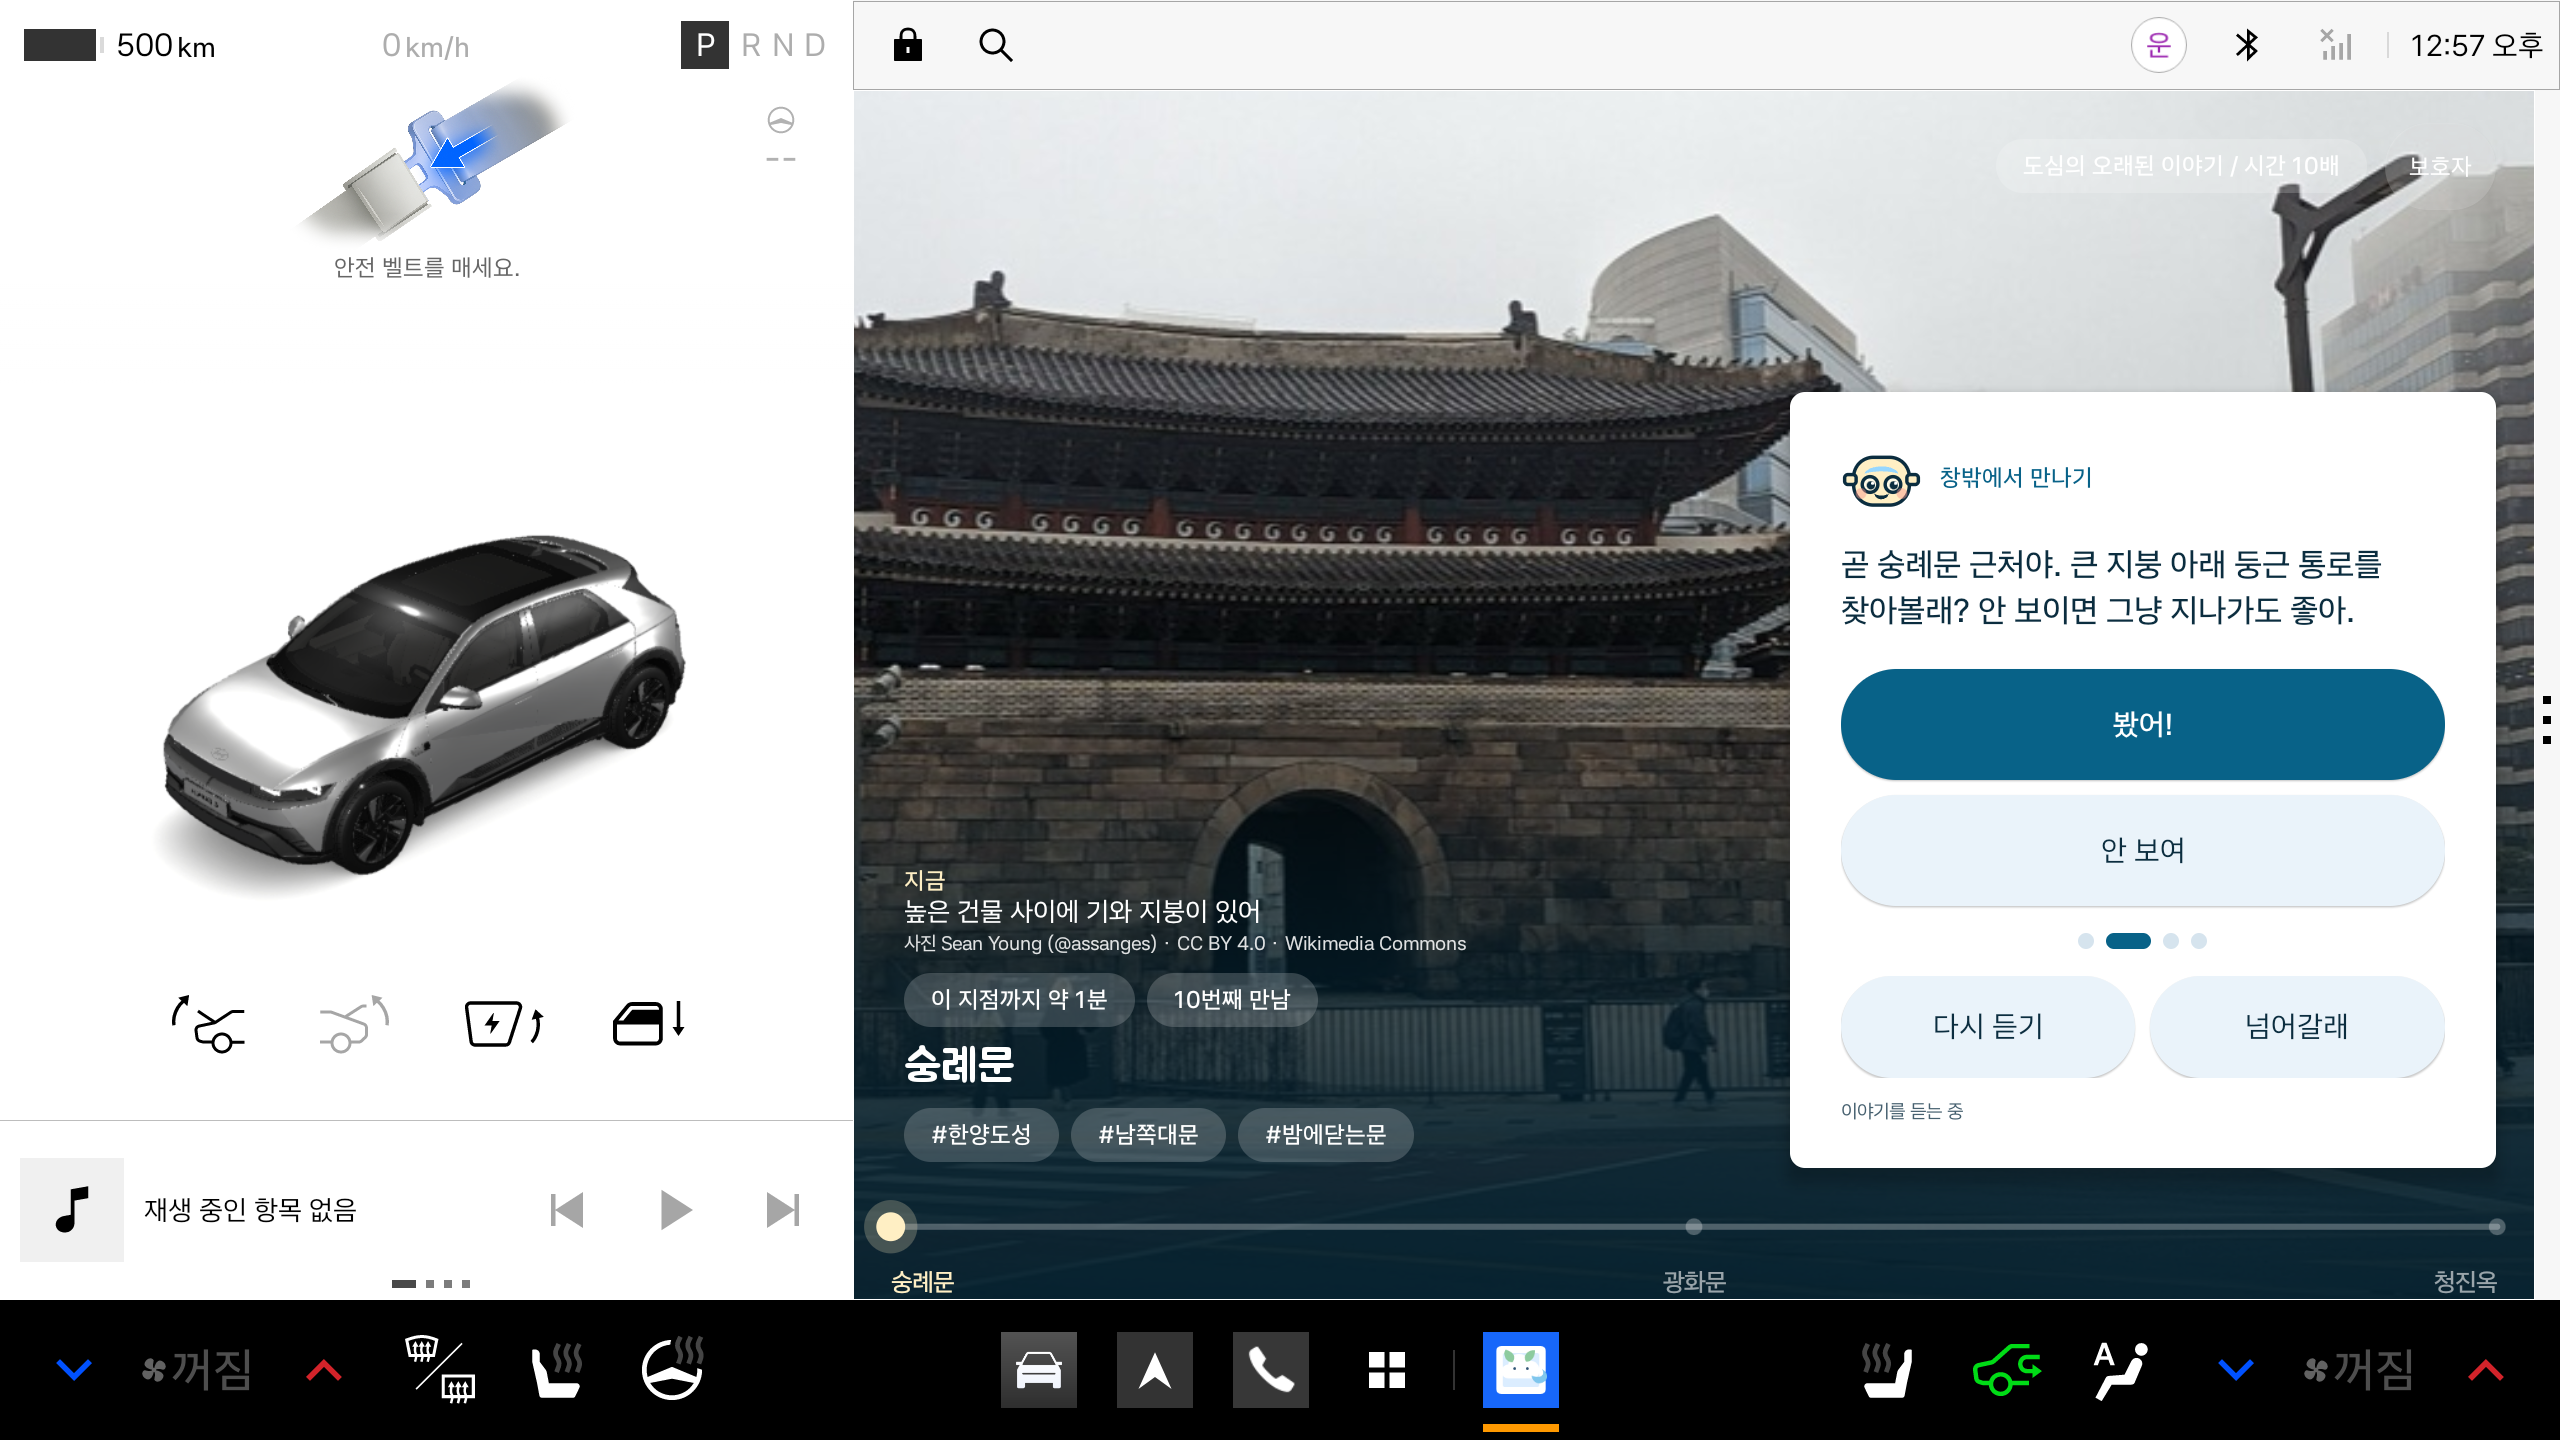 500 km
0 km/h
P R N D
운
12:57 오후
안전 벨트를 매세요.
도심의 오래된 이야기 / 시간 10배
보호자
창밖에서 만나기
곧 숭례문 근처야. 큰 지붕 아래 둥근 통로를
찾아볼래? 안 보이면 그냥 지나가도 좋아.
봤어!
안 보여
다시 듣기
넘어갈래
이야기를 듣는 중
지금
높은 건물 사이에 기와 지붕이 있어
사진 Sean Young (@assanges) · CC BY 4.0 · Wikimedia Commons
이 지점까지 약 1분
10번째 만남
숭례문
#한양도성
#남쪽대문
#밤에닫는문
재생 중인 항목 없음
숭례문
광화문
청진옥
꺼짐
A
꺼짐